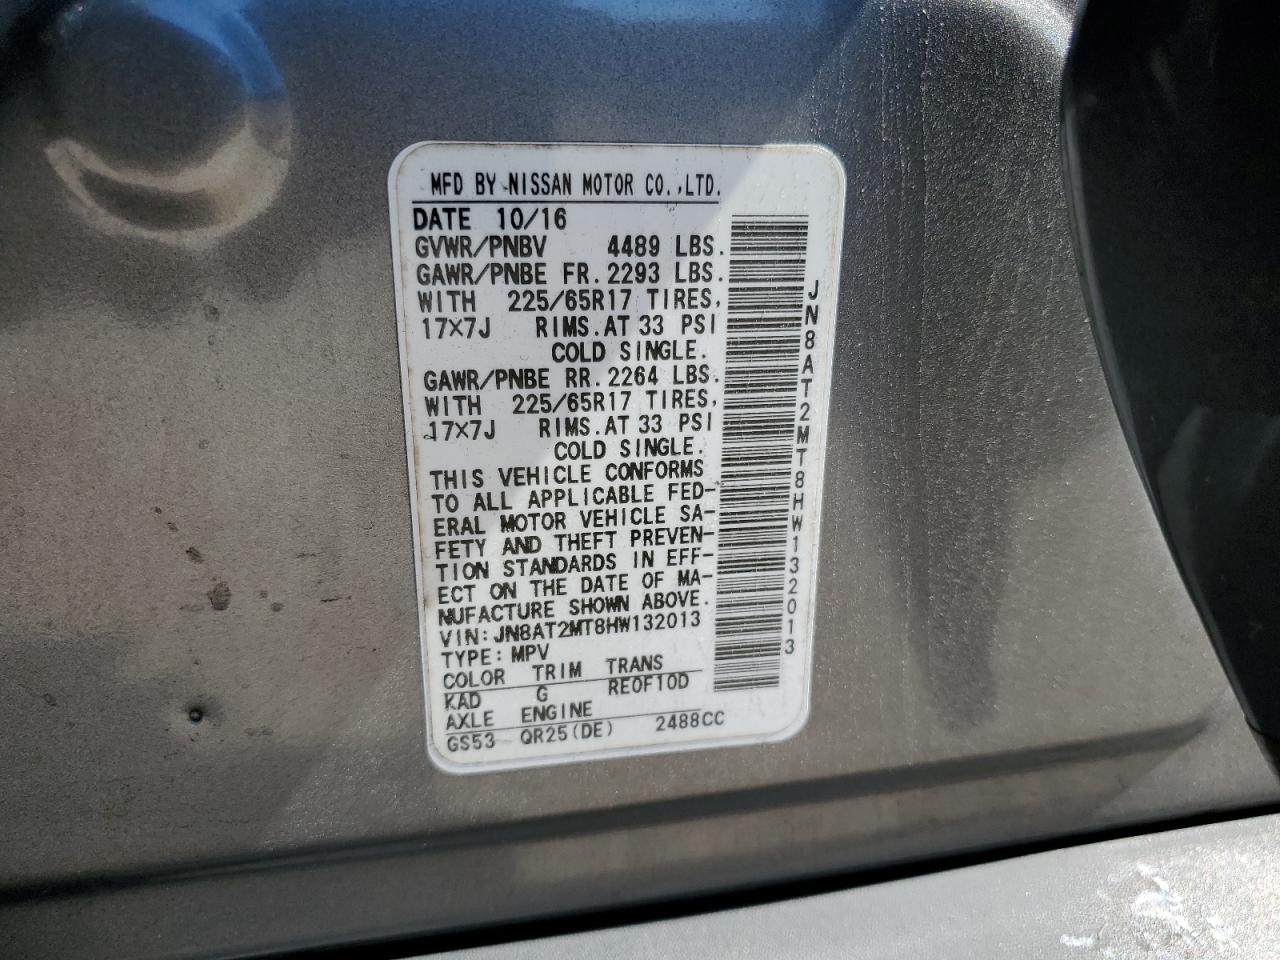 MFD BY NISSAN MOTOR CO.,LTD.
DATE 10/16
GVWR/PNBV 4489 LBS.
GAWR/PNBE FR. 2293 LBS.
WITH 225/65R17 TIRES,
17X7J RIMS.AT 33 PSI
COLD SINGLE.
GAWR/PNBE RR. 2264 LBS.
WITH 225/65R17 TIRES,
17X7J RIMS.AT 33 PSI
COLD SINGLE.
THIS VEHICLE CONFORMS
TO ALL APPLICABLE FED-
ERAL MOTOR VEHICLE SA-
FETY AND THEFT PREVEN-
TION STANDARDS IN EFF-
ECT ON THE DATE OF MA-
NUFACTURE SHOWN ABOVE.
VIN: JN8AT2MT8HW132013
TYPE: MPV
COLOR TRIM TRANS
KAD G RE0F10D
AXLE ENGINE
GS53 QR25(DE) 2488CC
JN8AT2MT8HW132013